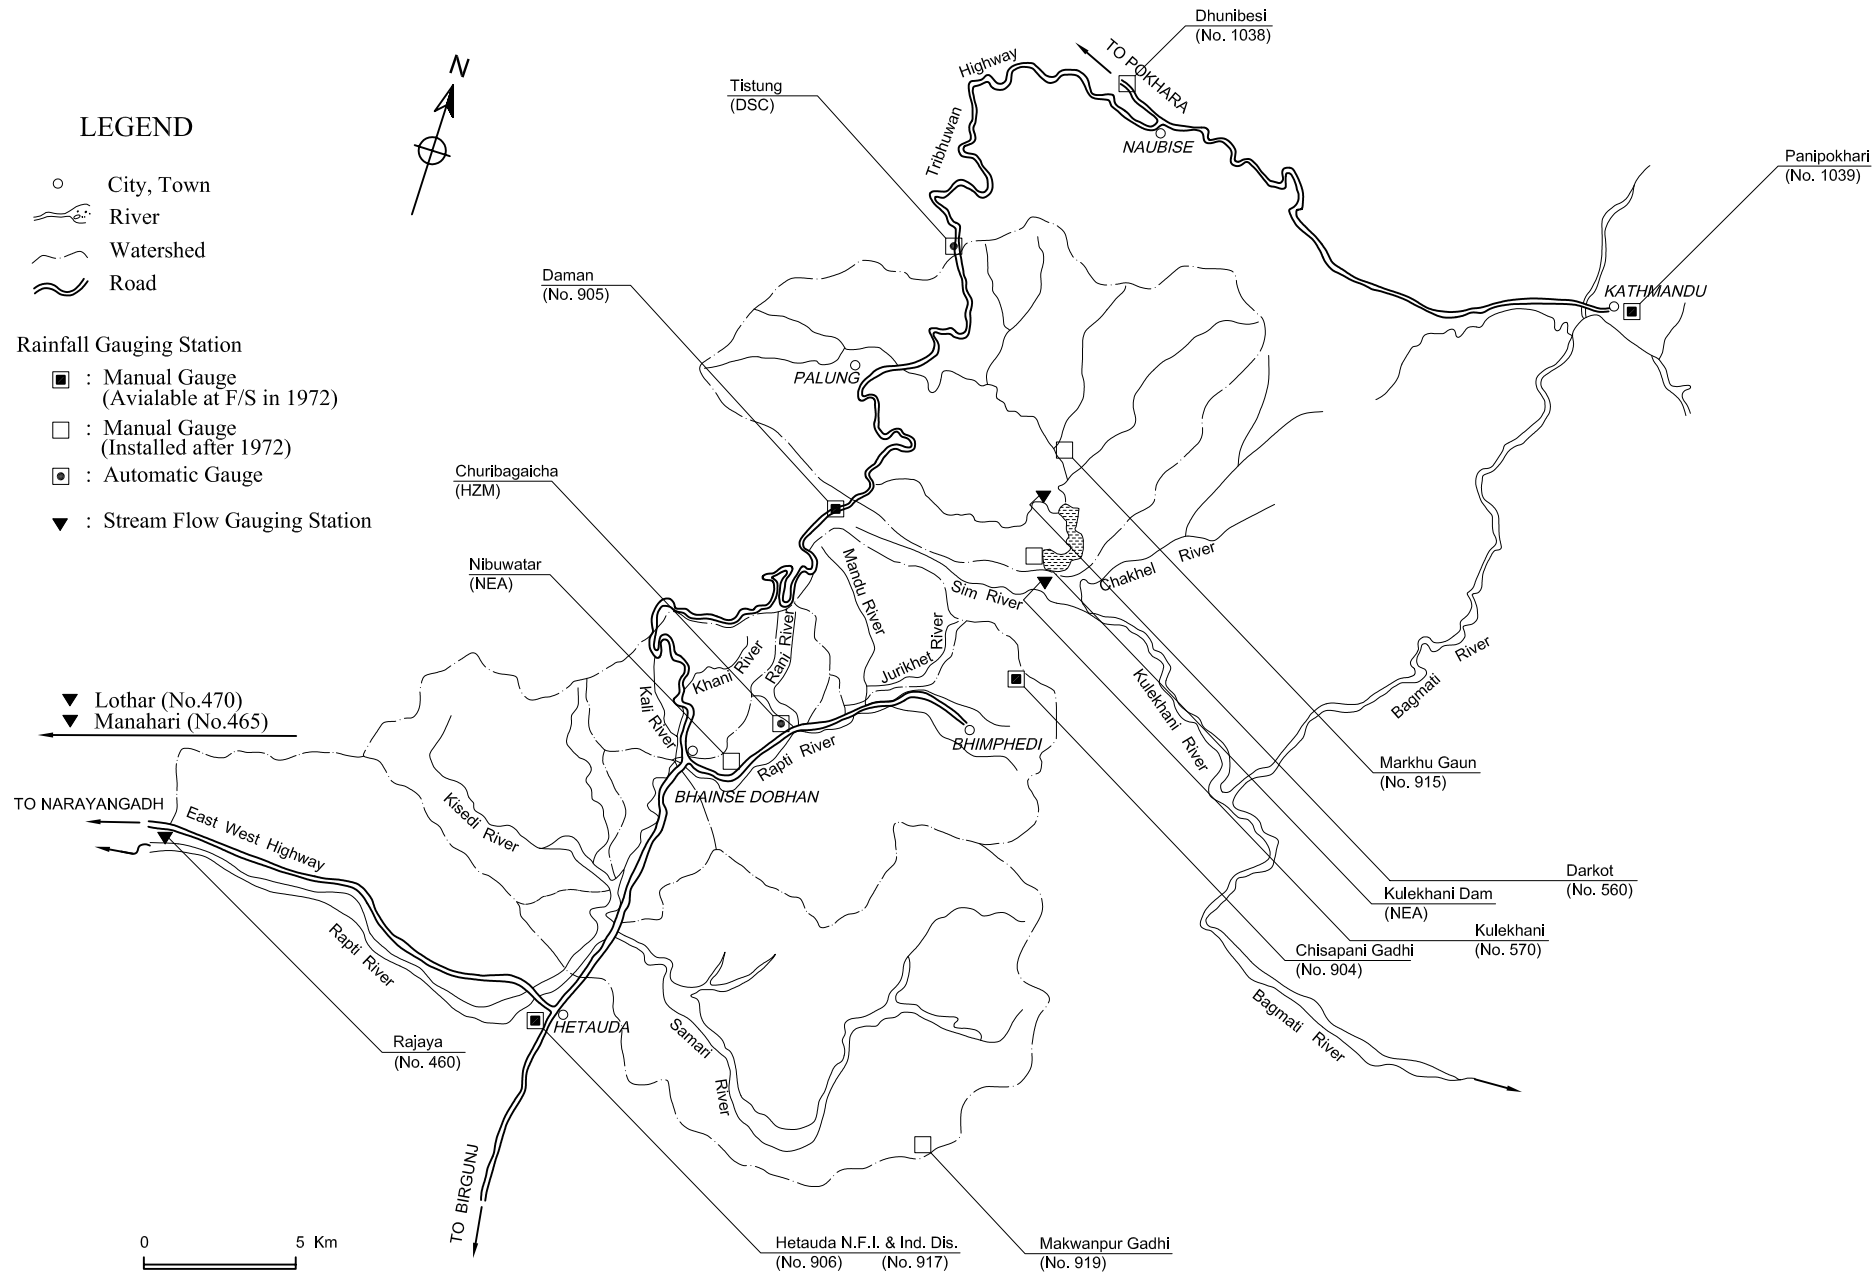 Dhunibesi
(No. 1038)
N
TO POKHARA
Highway
Tribhuwan
Tistung
(DSC)
NAUBISE
Panipokhari
(No. 1039)
LEGEND
City, Town
River
Watershed
Road
Rainfall Gauging Station
: Manual Gauge
(Avialable at F/S in 1972)
: Manual Gauge
(Installed after 1972)
: Automatic Gauge
: Stream Flow Gauging Station
Daman
(No. 905)
KATHMANDU
PALUNG
Churibagaicha
(HZM)
Nibuwatar
(NEA)
Mandu River
Sim River
Chakhel River
Rani River
Khani River
Jurikhet River
Kali River
Kulekhani River
Bagmati River
Lothar (No.470)
Manahari (No.465)
BHIMPHEDI
Rapti River
BHAINSE DOBHAN
Markhu Gaun
(No. 915)
TO NARAYANGADH
East West Highway
Kisedi River
Darkot
(No. 560)
Kulekhani Dam
(NEA)
Kulekhani
(No. 570)
Chisapani Gadhi
(No. 904)
Rapti River
Bagmati River
HETAUDA
Samari River
Rajaya
(No. 460)
TO BIRGUNJ
0 5 Km
Hetauda N.F.I. & Ind. Dis.
(No. 906) (No. 917)
Makwanpur Gadhi
(No. 919)